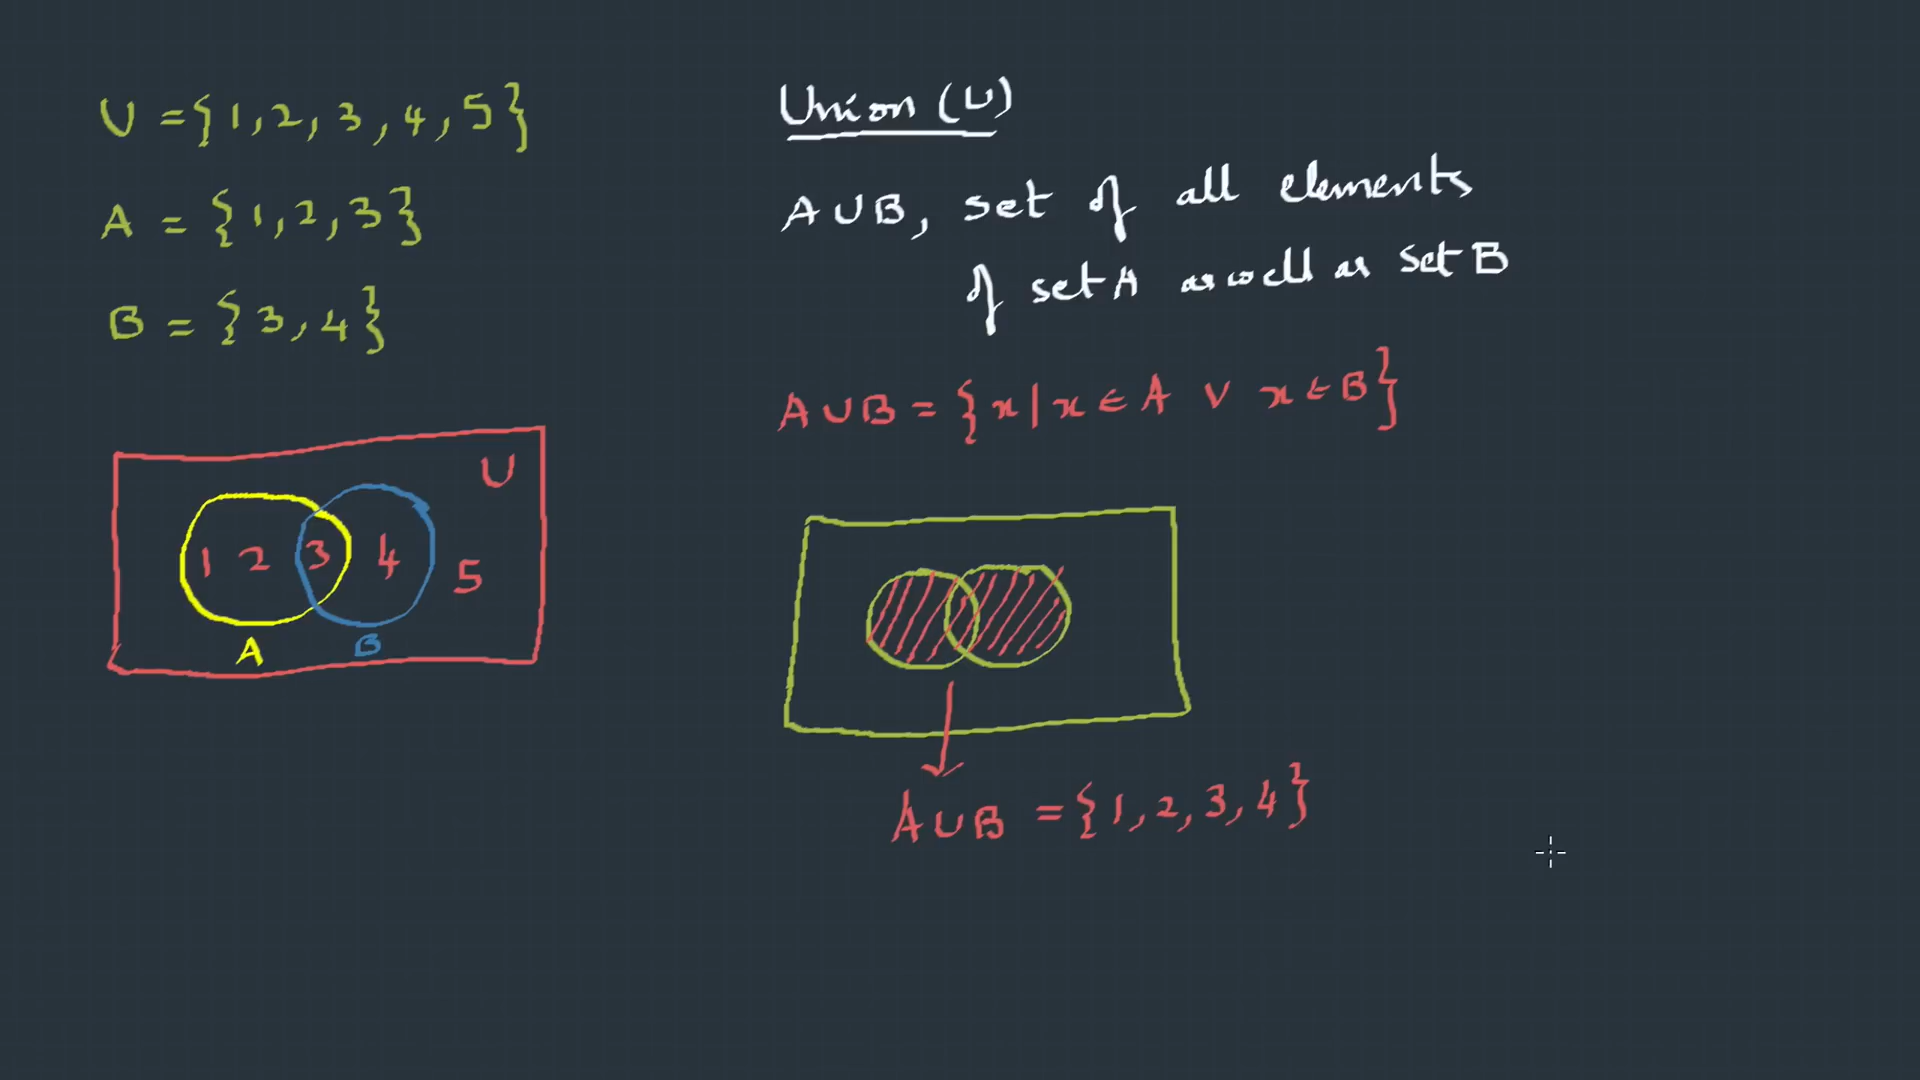 U = {1, 2, 3, 4, 5}
A = {1, 2, 3}
B = {3, 4}
U
1 2 3 4 5
A B
Union (∪)
A∪B, set of all elements
of set A as well as set B
A∪B = {x | x ∈ A ∨ x ∈ B}
A∪B = {1, 2, 3, 4}